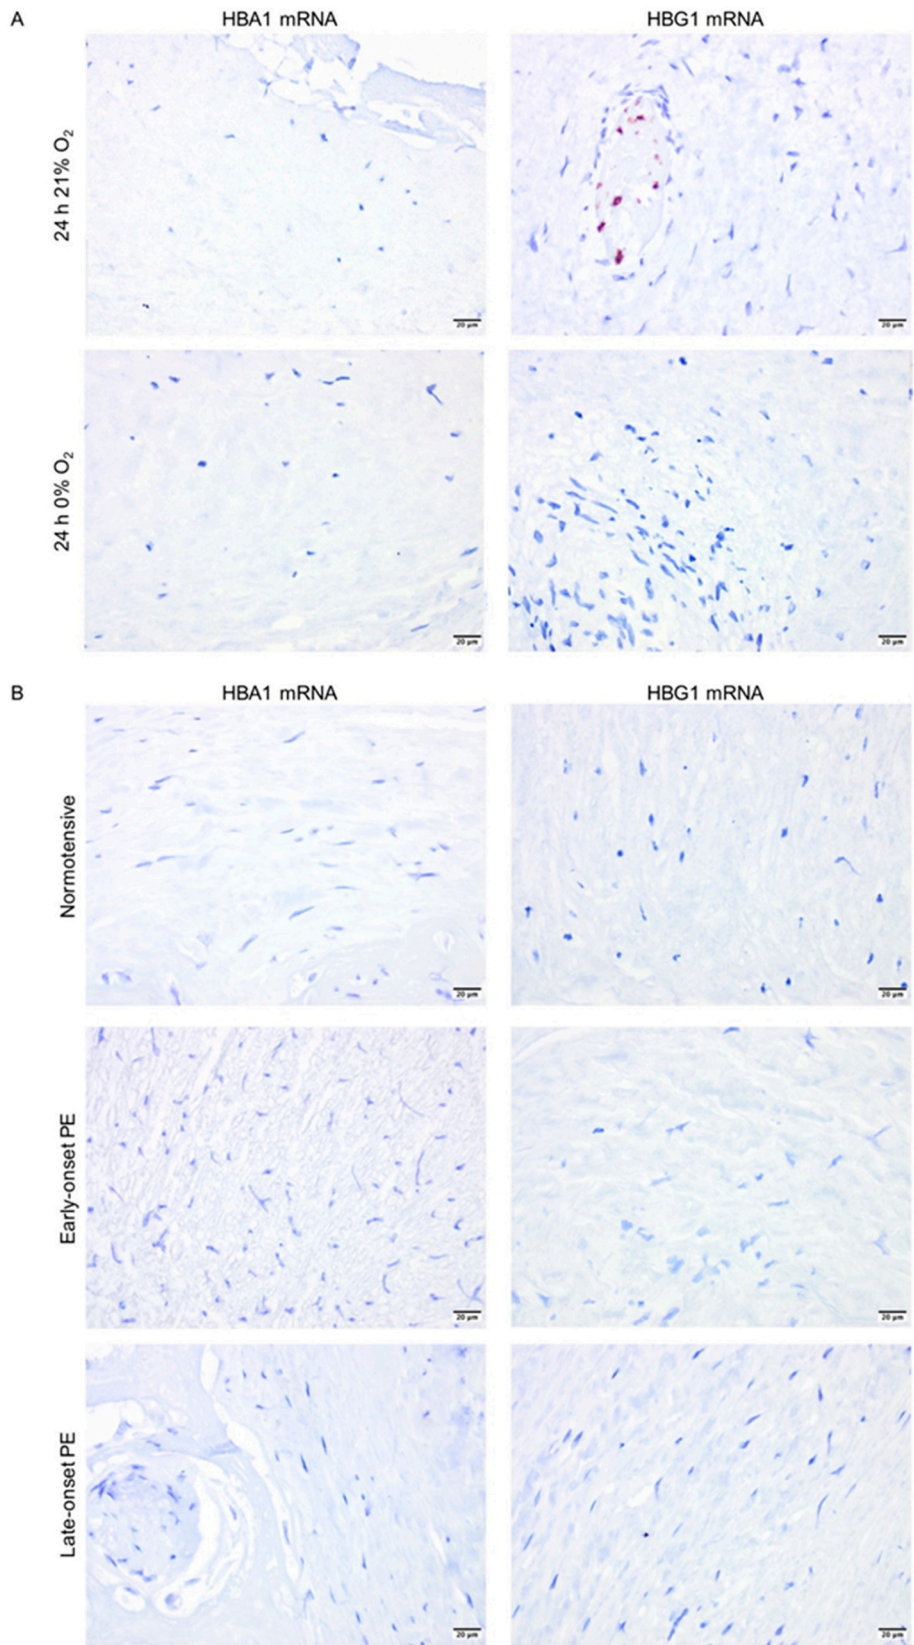 A
HBA1 mRNA
HBG1 mRNA
24 h 21% O₂
20 µm
20 µm
24 h 0% O₂
20 µm
20 µm
B
HBA1 mRNA
HBG1 mRNA
Normotensive
20 µm
20 µm
Early-onset PE
20 µm
20 µm
Late-onset PE
20 µm
20 µm